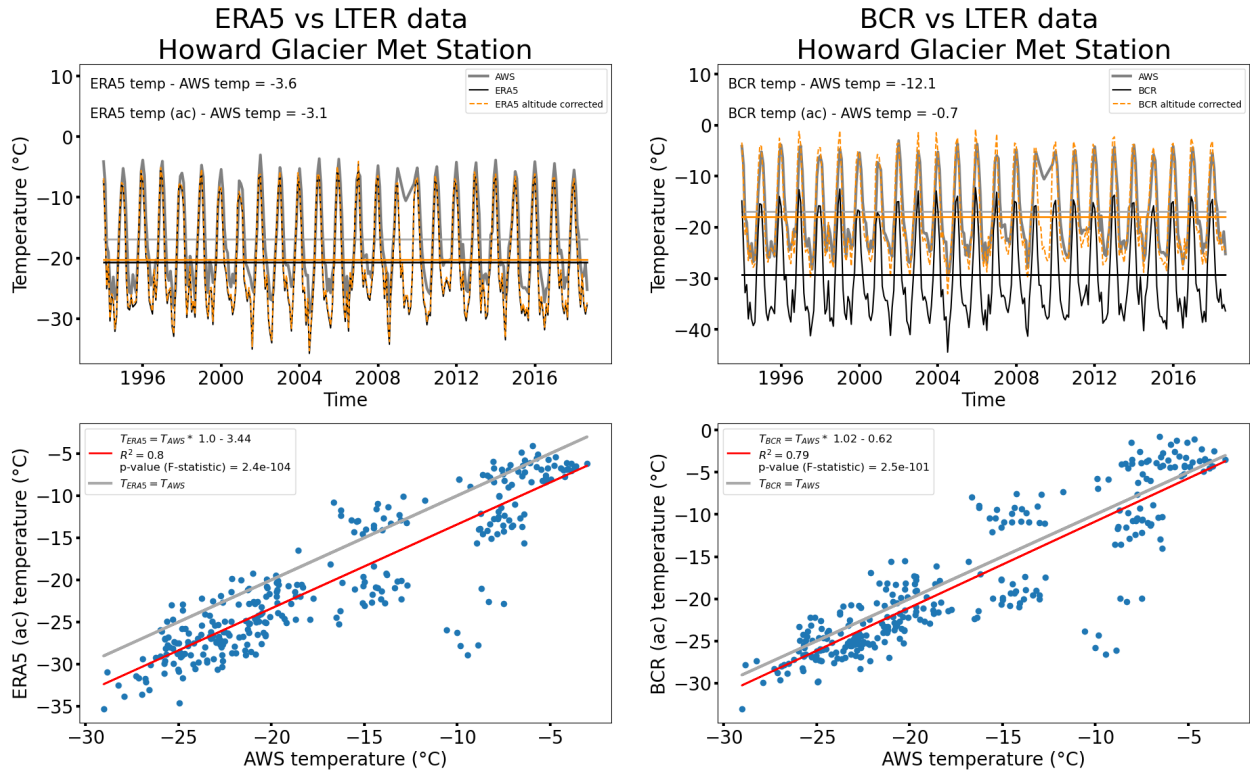 ERA5 vs LTER data
Howard Glacier Met Station
ERA5 temp - AWS temp = -3.6
ERA5 temp (ac) - AWS temp = -3.1
AWS
ERA5
ERA5 altitude corrected
10
0
−10
−20
−30
Temperature (°C)
1996
2000
2004
2008
2012
2016
Time
BCR vs LTER data
Howard Glacier Met Station
BCR temp - AWS temp = -12.1
BCR temp (ac) - AWS temp = -0.7
AWS
BCR
BCR altitude corrected
10
0
−10
−20
−30
−40
Temperature (°C)
1996
2000
2004
2008
2012
2016
Time
T_ERA5 = T_AWS * 1.0 - 3.44
R² = 0.8
p-value (F-statistic) = 2.4e-104
T_ERA5 = T_AWS
−5
−10
−15
−20
−25
−30
−35
ERA5 (ac) temperature (°C)
−30
−25
−20
−15
−10
−5
AWS temperature (°C)
T_BCR = T_AWS * 1.02 - 0.62
R² = 0.79
p-value (F-statistic) = 2.5e-101
T_BCR = T_AWS
0
−5
−10
−15
−20
−25
−30
BCR (ac) temperature (°C)
−30
−25
−20
−15
−10
−5
AWS temperature (°C)